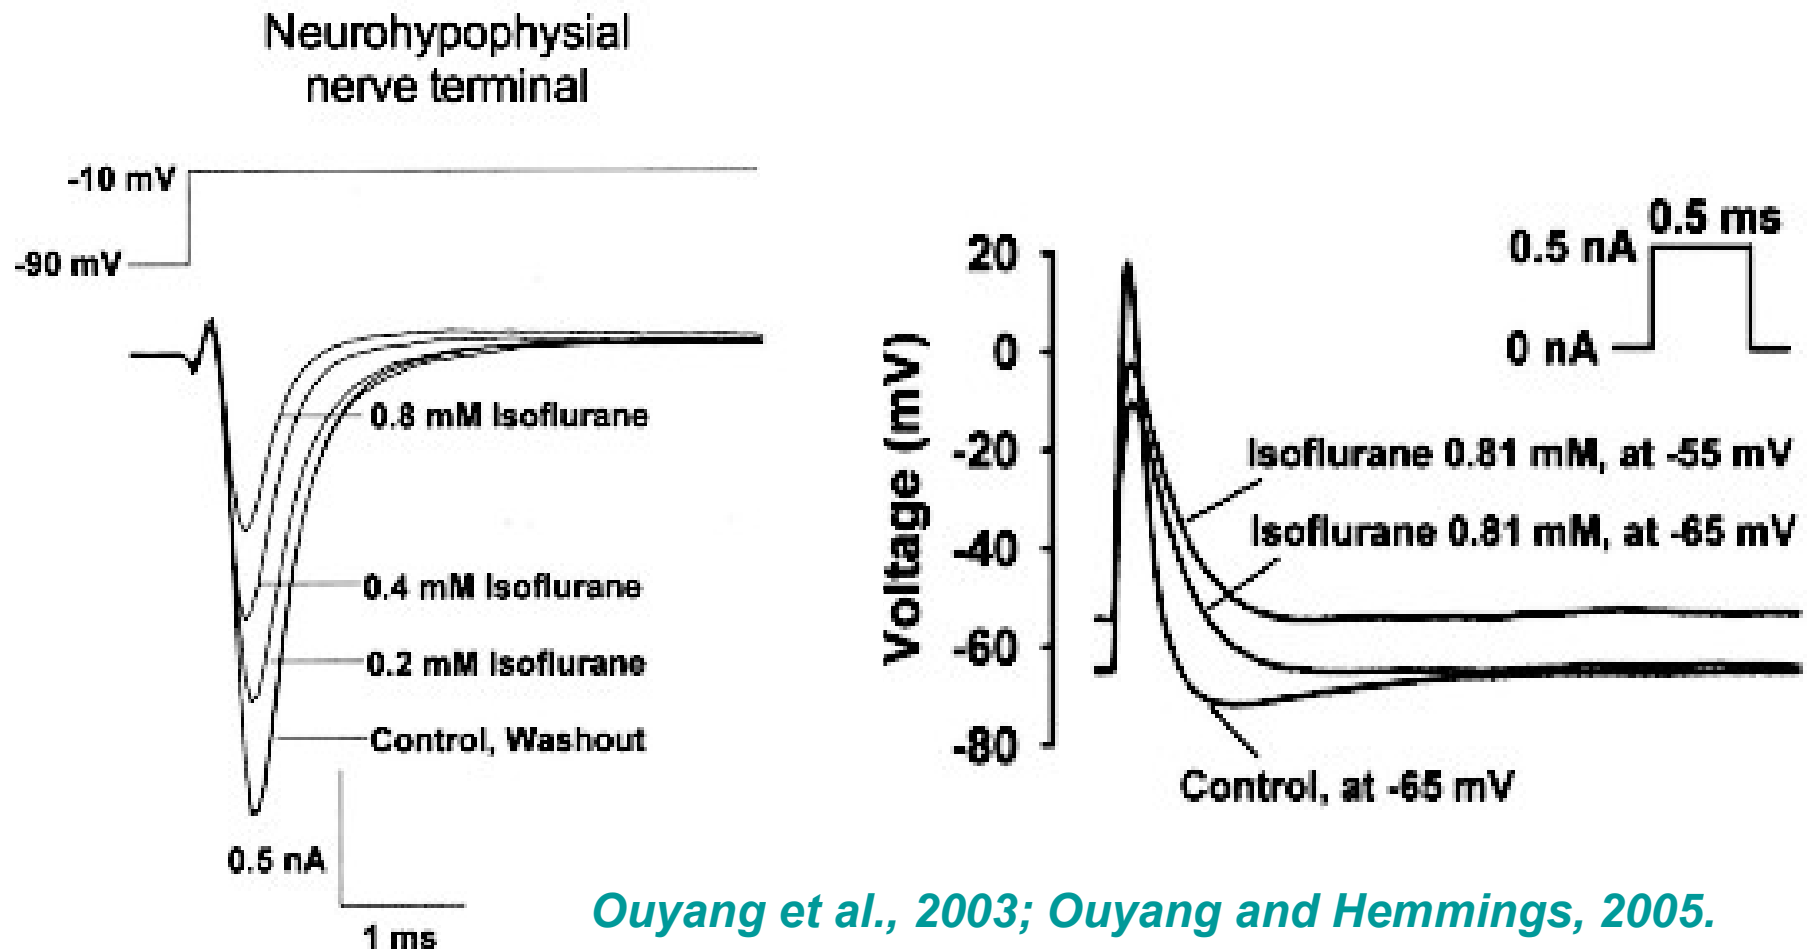 Neurohypophysial
nerve terminal
-10 mV
-90 mV
0.8 mM Isoflurane
0.4 mM Isoflurane
0.2 mM Isoflurane
Control, Washout
0.5 nA
1 ms
Voltage (mV)
20
0
-20
-40
-60
-80
0.5 ms
0.5 nA
0 nA
Isoflurane 0.81 mM, at -55 mV
Isoflurane 0.81 mM, at -65 mV
Control, at -65 mV
Ouyang et al., 2003; Ouyang and Hemmings, 2005.